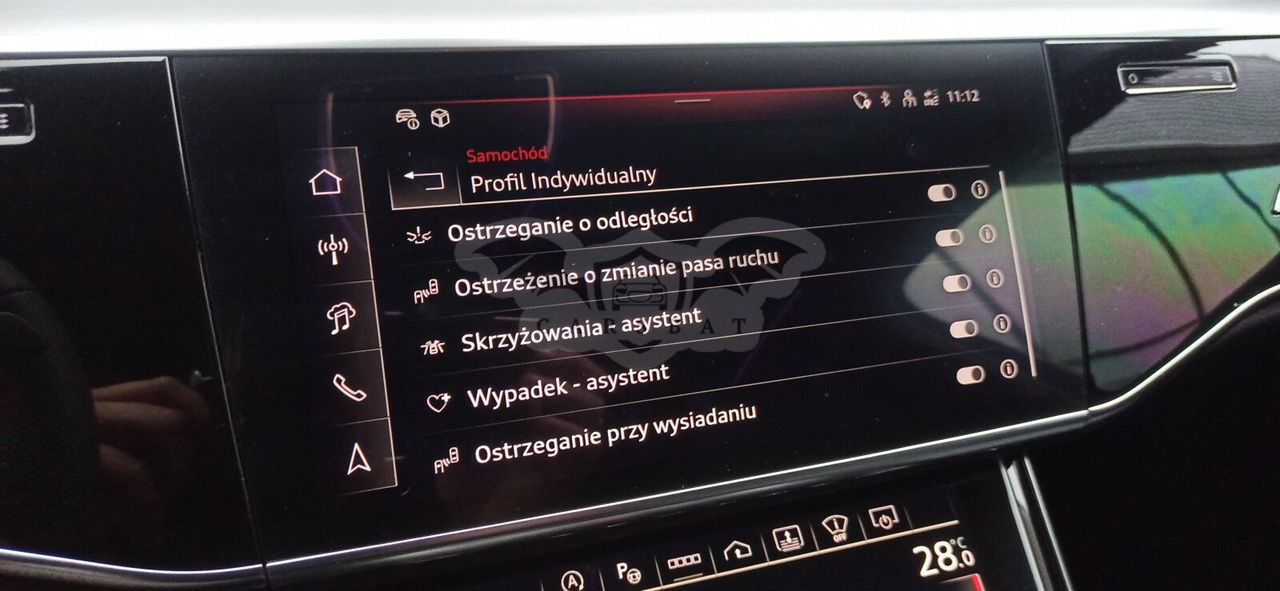 11:12
Samochód
Profil Indywidualny
Ostrzeganie o odległości
Ostrzeżenie o zmianie pasa ruchu
Skrzyżowania - asystent
Wypadek - asystent
Ostrzeganie przy wysiadaniu
OFF
28.0 °C